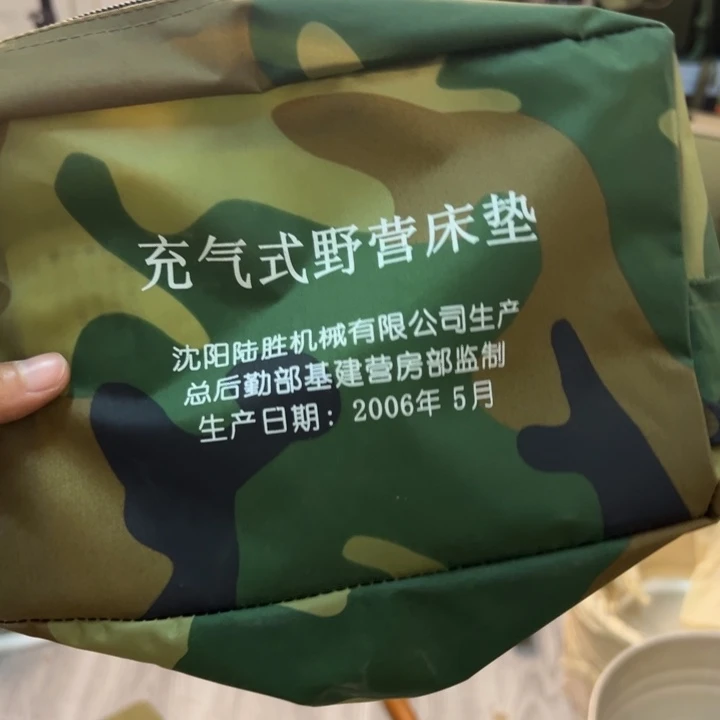 充气式野营床垫
沈阳陆胜机械有限公司生产
总后勤部基建营房部监制
生产日期：2006年 5月